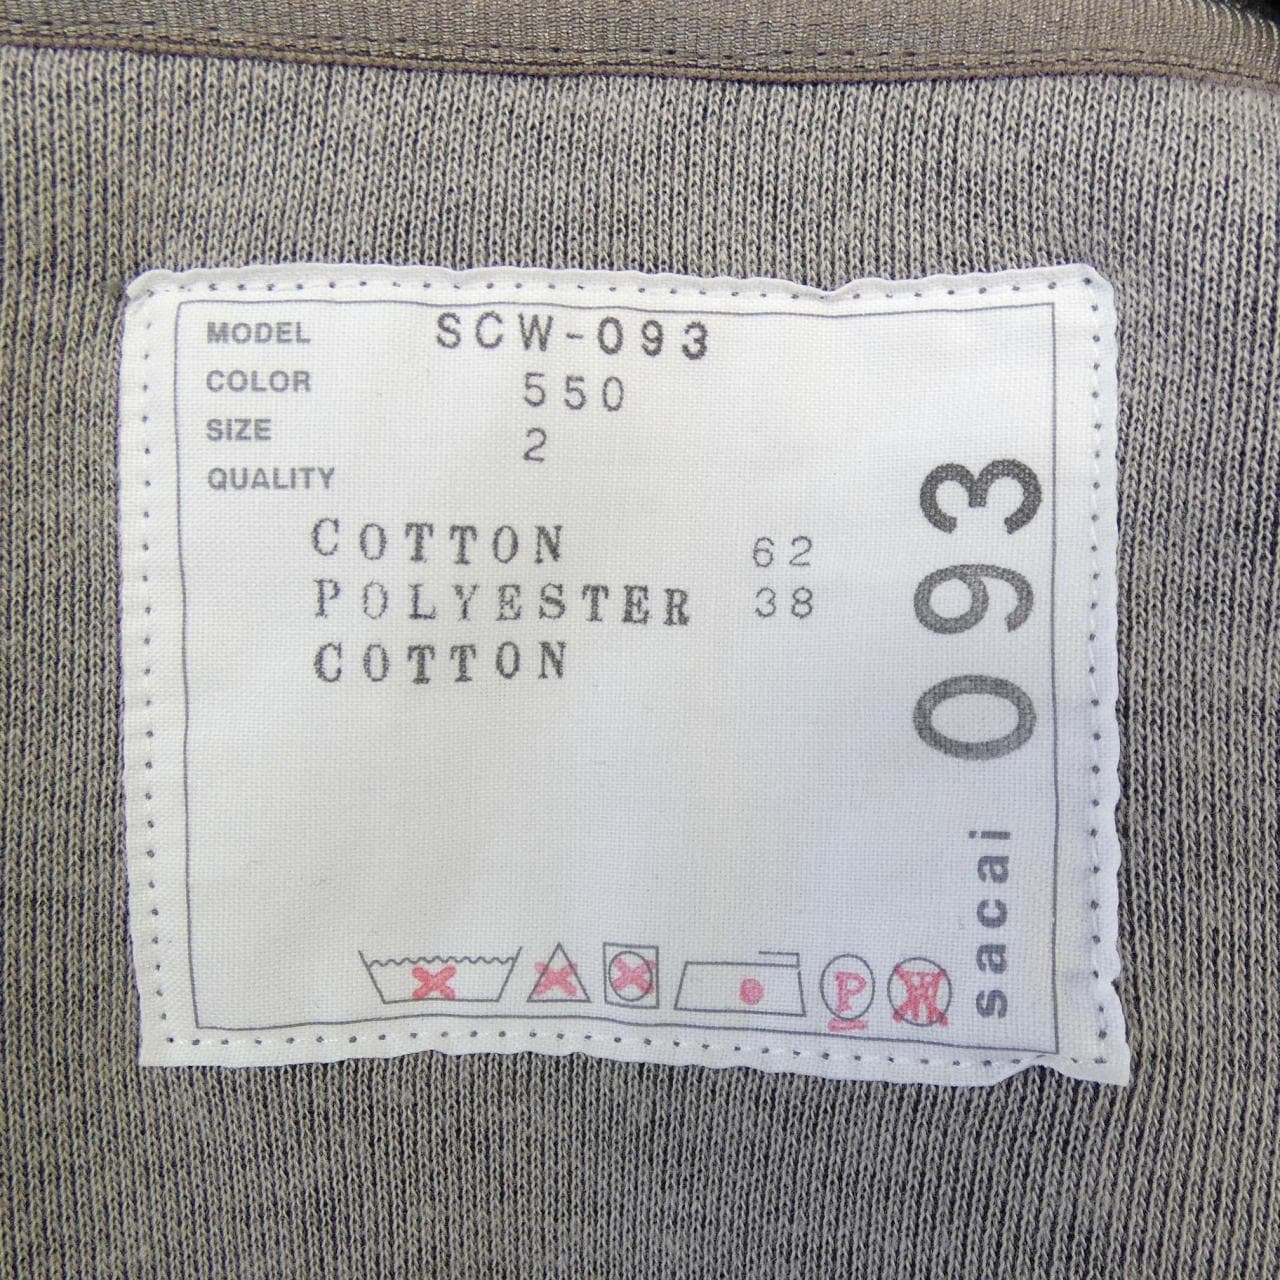 MODEL SCW-093
COLOR 550
SIZE 2
QUALITY
COTTON 62
POLYESTER 38
COTTON
sacai 093
P
W